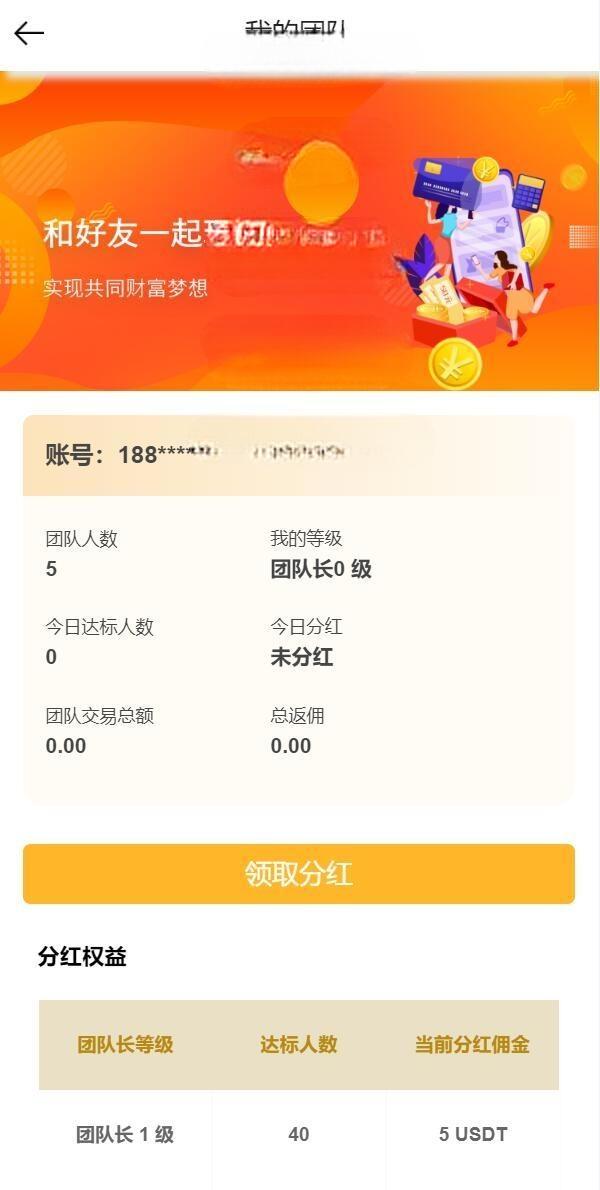 我的团队
和好友一起
实现共同财富梦想
50元
账号：188****
团队人数
我的等级
5
团队长0 级
今日达标人数
今日分红
0
未分红
团队交易总额
总返佣
0.00
0.00
领取分红
分红权益
团队长等级
达标人数
当前分红佣金
团队长 1 级
40
5 USDT